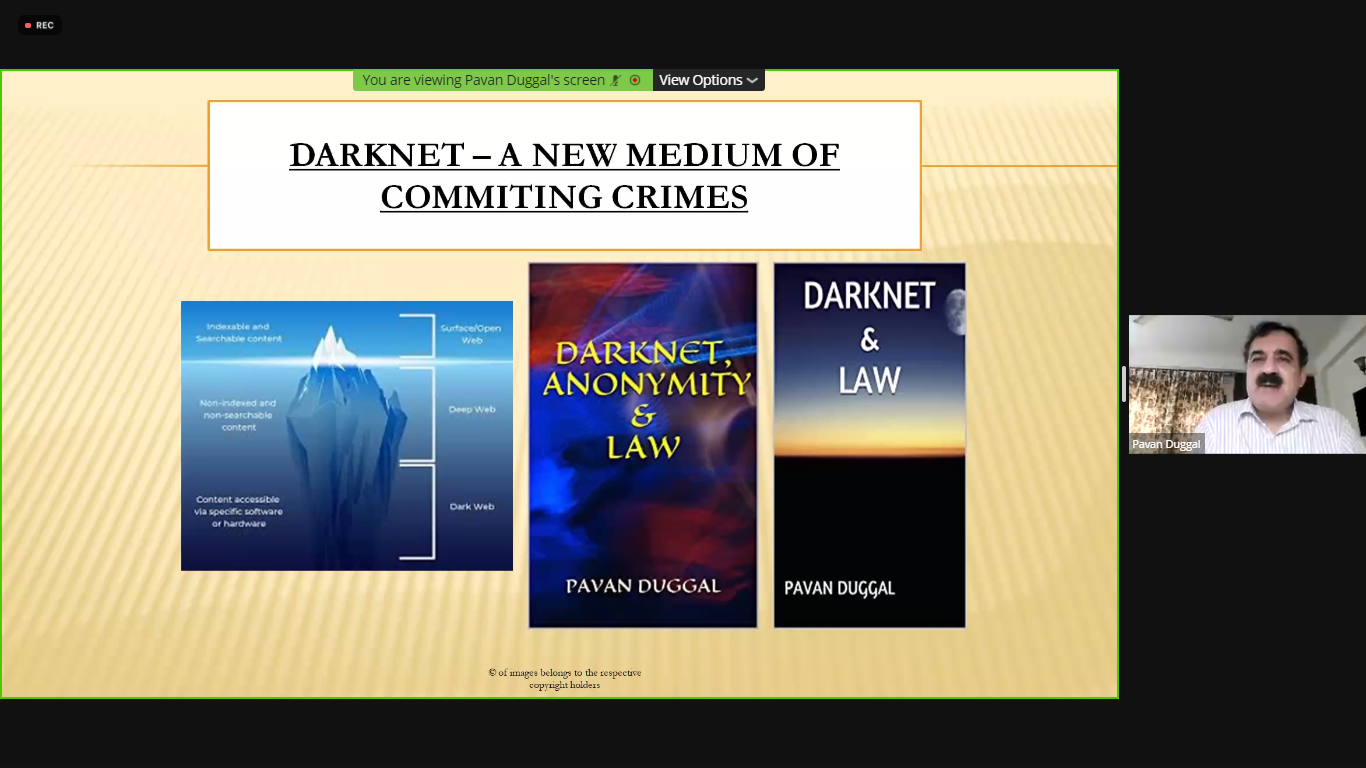 REC
You are viewing Pavan Duggal's screen
View Options
DARKNET – A NEW MEDIUM OF
COMMITING CRIMES
Indexable and
Searchable content
Surface/Open
Web
Non-indexed and
non-searchable
content
Deep Web
Content accessible
via specific software
or hardware
Dark Web
DARKNET,
ANONYMITY
&
LAW
PAVAN DUGGAL
DARKNET
&
LAW
PAVAN DUGGAL
Pavan Duggal
© of images belongs to the respective
copyright holders